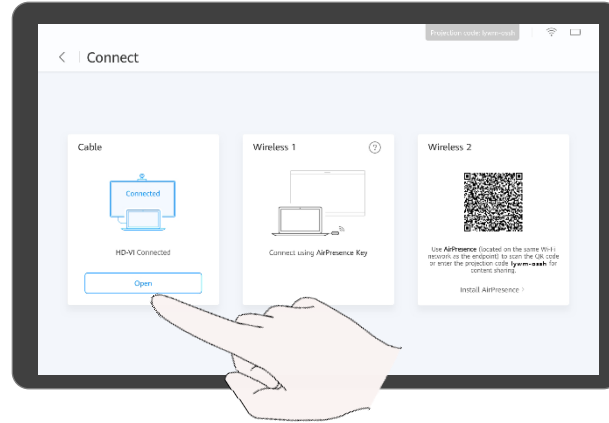 Projection code: lywm-ossh
Connect
Cable
Connected
HD-VI Connected
Open
Wireless 1
?
Connect using AirPresence Key
Wireless 2
Use AirPresence (located on the same Wi-Fi
network as the endpoint) to scan the QR code
or enter the projection code lywm-ossh for
content sharing.
Install AirPresence